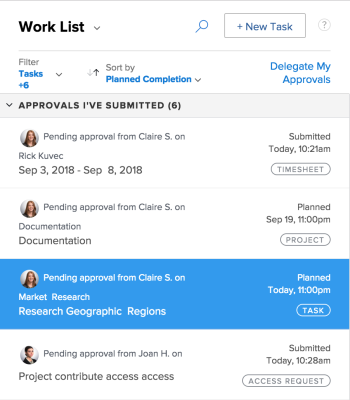 Work List
+ New Task
?
Filter
Tasks
+6
Sort by
Planned Completion
Delegate My
Approvals
APPROVALS I'VE SUBMITTED (6)
Pending approval from Claire S. on
Submitted
Rick Kuvec
Today, 10:21am
Sep 3, 2018 - Sep 8, 2018
TIMESHEET
Pending approval from Claire S. on
Planned
Documentation
Sep 19, 11:00pm
Documentation
PROJECT
Pending approval from Claire S. on
Planned
Market Research
Today, 11:00pm
Research Geographic Regions
TASK
Pending approval from Joan H. on
Submitted
Today, 10:28am
Project contribute access access
ACCESS REQUEST